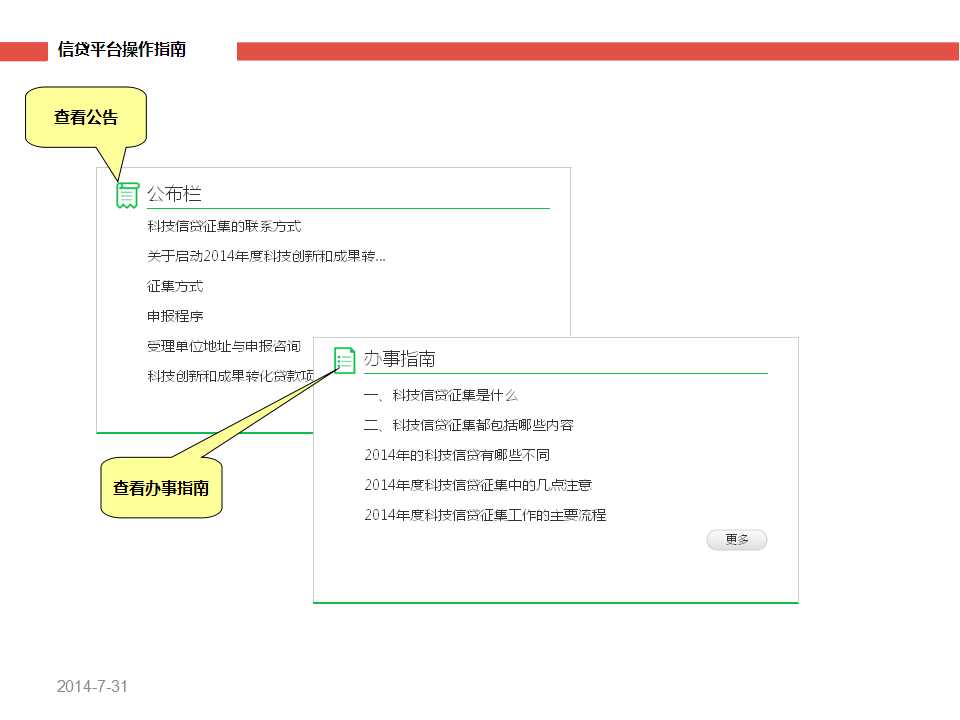 信贷平台操作指南
查看公告
公布栏
科技信贷征集的联系方式
关于启动2014年度科技创新和成果转...
征集方式
申报程序
受理单位地址与申报咨询
科技创新和成果转化贷款项
办事指南
一、科技信贷征集是什么
二、科技信贷征集都包括哪些内容
2014年的科技信贷有哪些不同
2014年度科技信贷征集中的几点注意
2014年度科技信贷征集工作的主要流程
更多
查看办事指南
2014-7-31